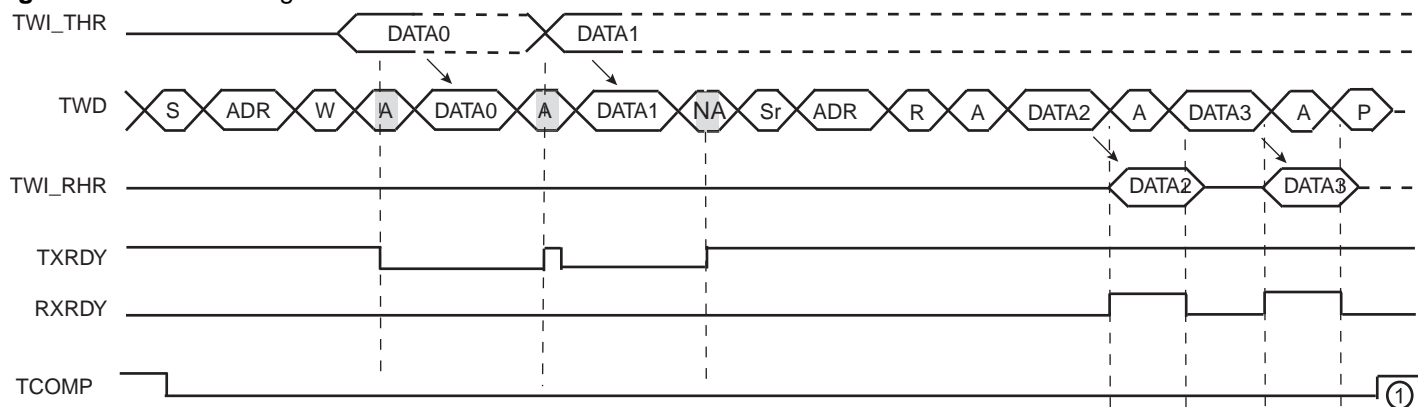 TWI_THR DATA0 DATA1
TWD S ADR W A DATA0 A DATA1 NA Sr ADR R A DATA2 A DATA3 A P
TWI_RHR DATA2 DATA3
TXRDY
RXRDY
TCOMP 1